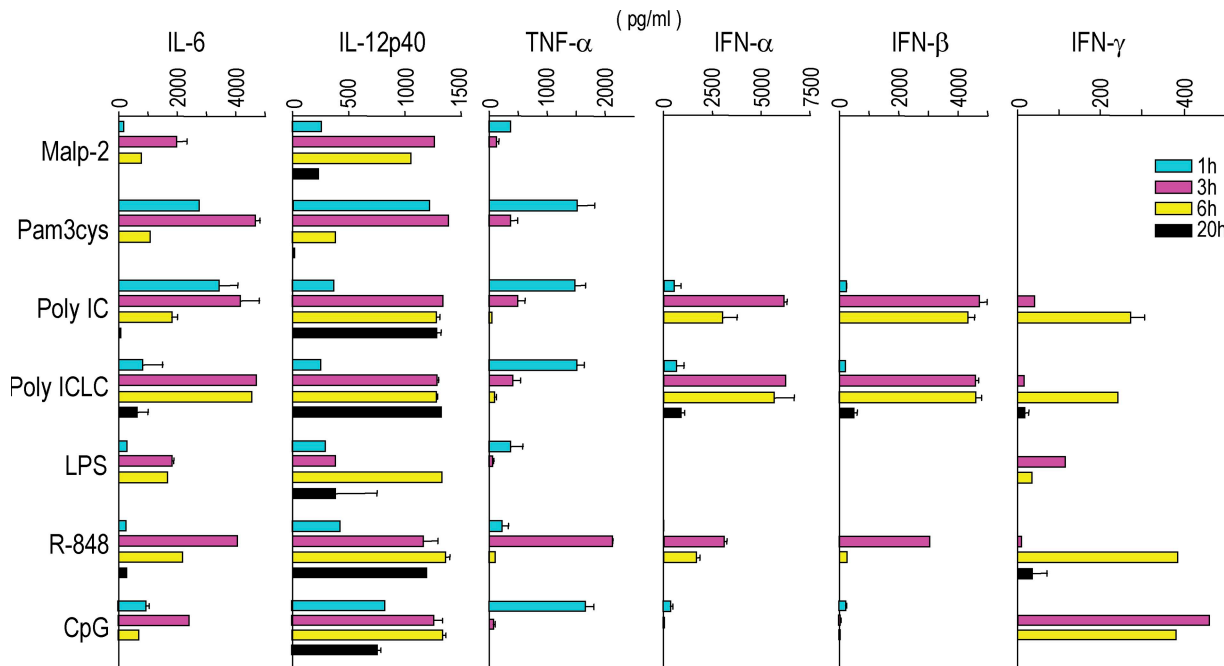 ( pg/ml )
IL-6 IL-12p40 TNF-α IFN-α IFN-β IFN-γ
0 2000 4000 0 500 1000 1500 0 1000 2000 0 2500 5000 7500 0 2000 4000 0 200 400
Malp-2
1h
3h
6h
20h
Pam3cys
Poly IC
Poly ICLC
LPS
R-848
CpG